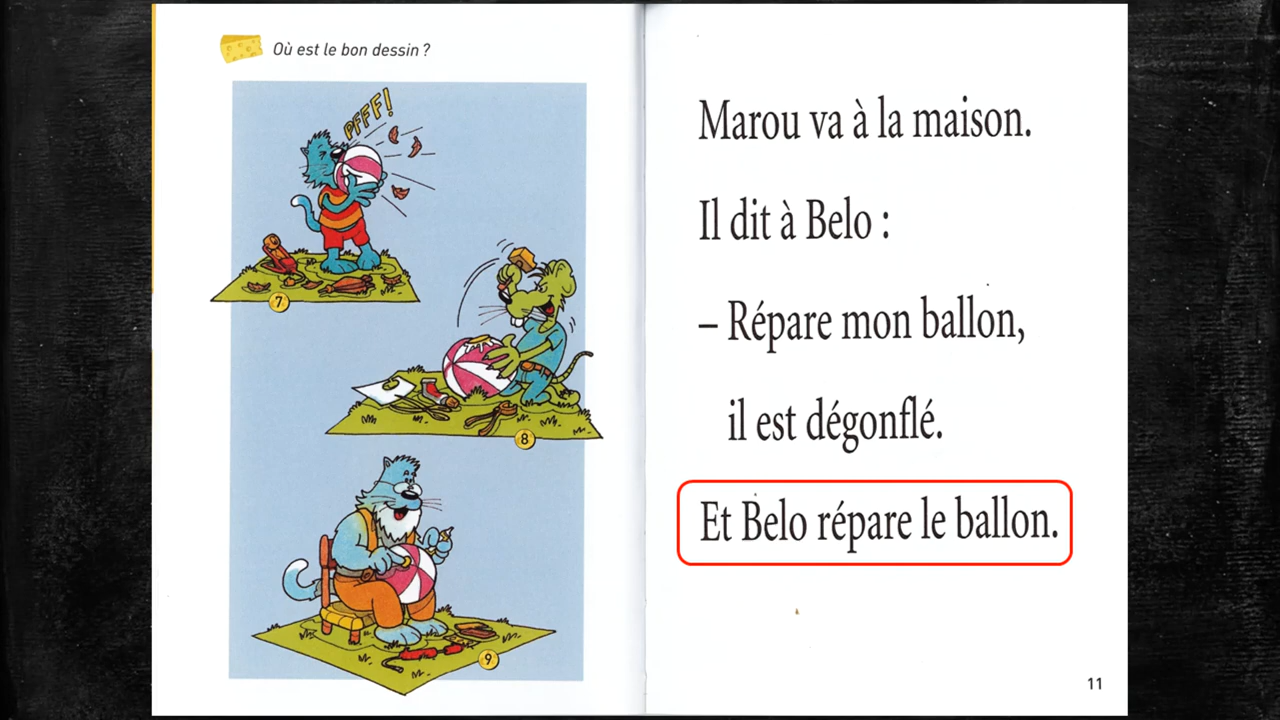 Où est le bon dessin ?
PFFF!
7
8
9
Marou va à la maison.
Il dit à Belo :
– Répare mon ballon,
il est dégonflé.
Et Belo répare le ballon.
11